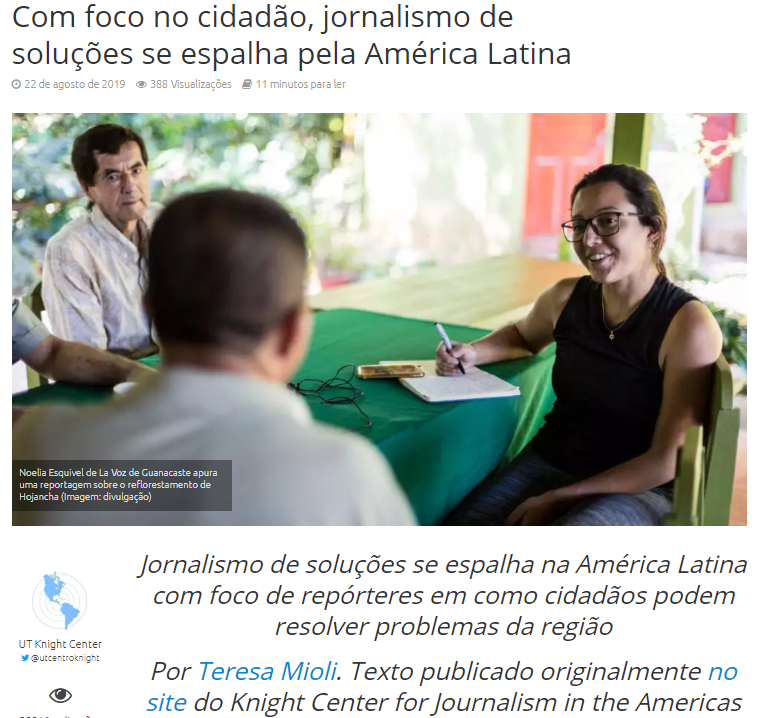 Com foco no cidadão, jornalismo de
soluções se espalha pela América Latina
22 de agosto de 2019 388 Visualizações 11 minutos para ler
Noelia Esquivel de La Voz de Guanacaste apura
uma reportagem sobre o reflorestamento de
Hojancha (Imagem: divulgação)
Jornalismo de soluções se espalha na América Latina
com foco de repórteres em como cidadãos podem
resolver problemas da região
UT Knight Center
@utcentroknight
Por Teresa Mioli. Texto publicado originalmente no
site do Knight Center for Journalism in the Americas